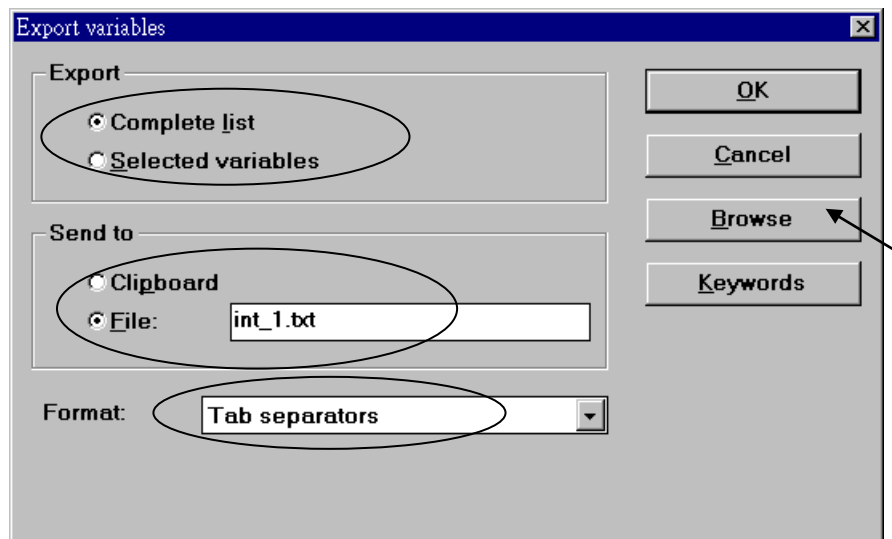 Export variables
Export
Complete list
Selected variables
Send to
Clipboard
File: int_1.txt
Format: Tab separators
OK
Cancel
Browse
Keywords